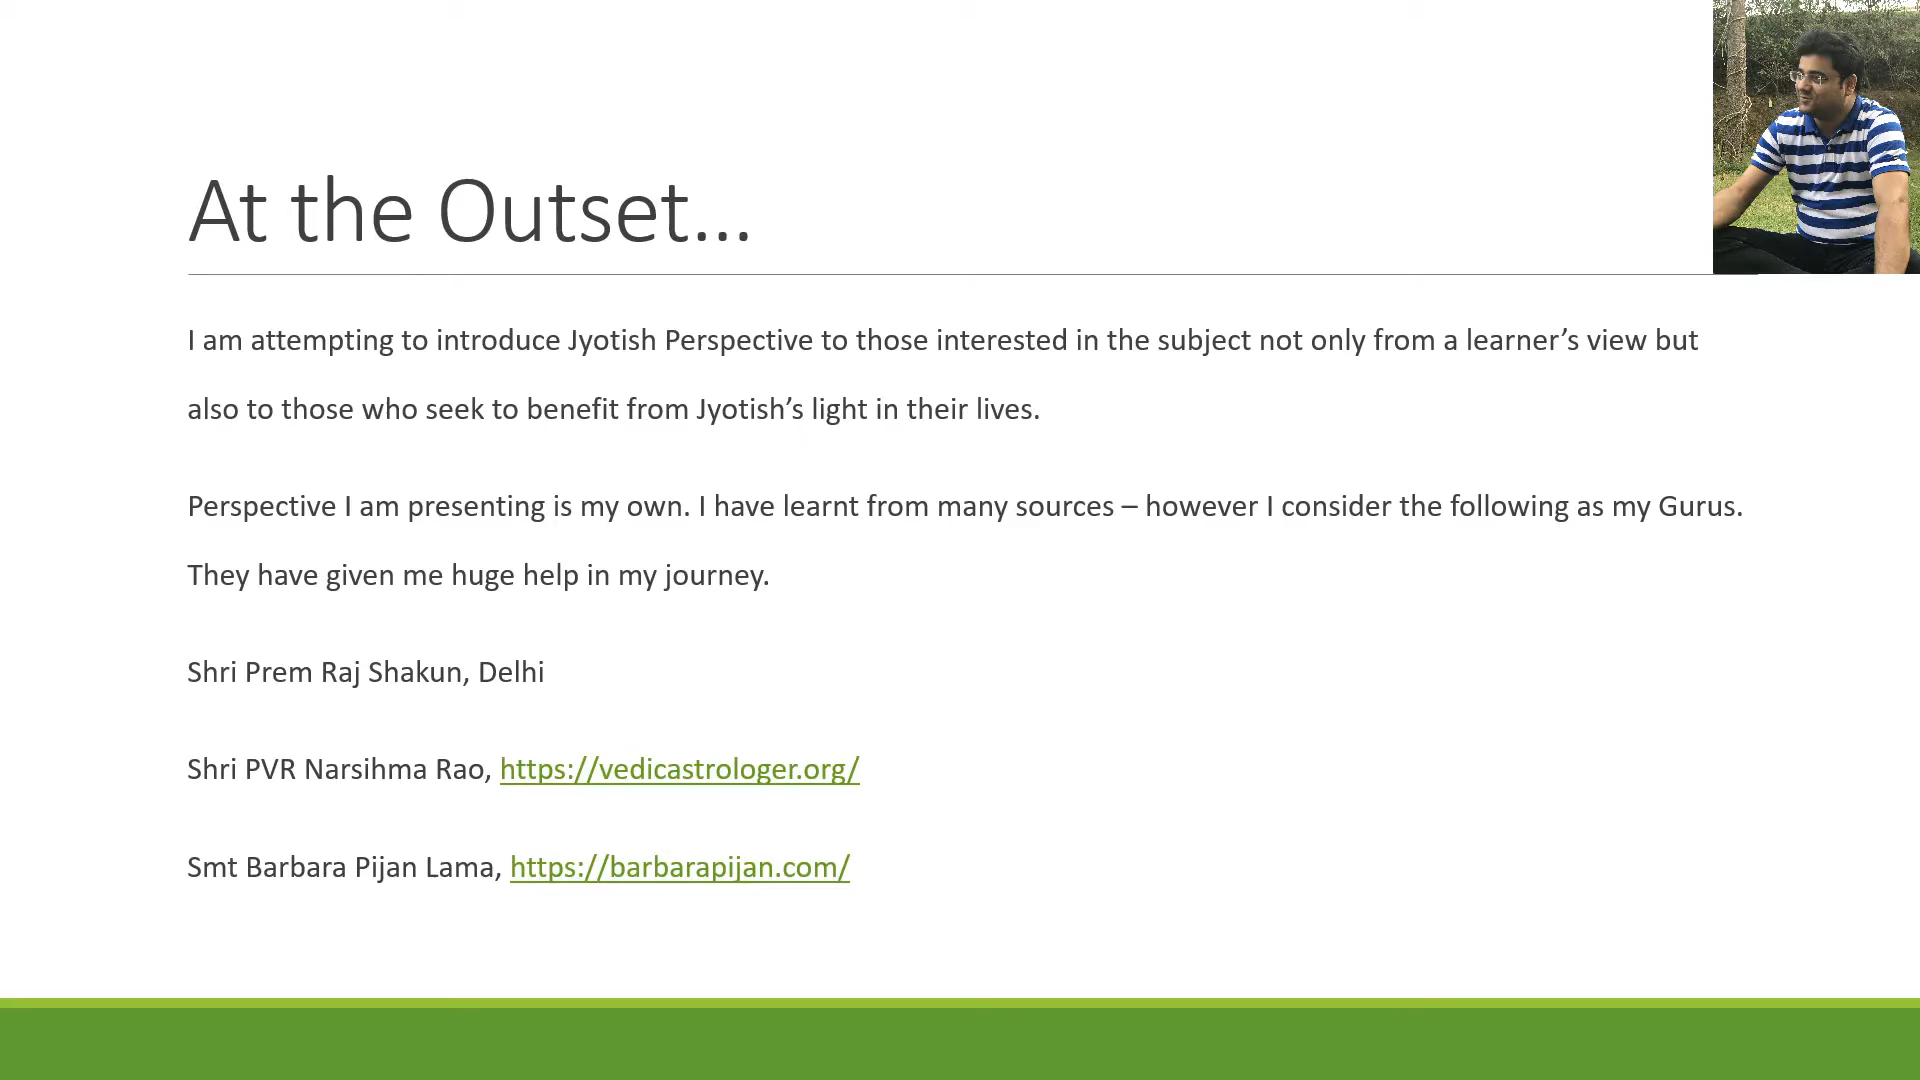 At the Outset...
I am attempting to introduce Jyotish Perspective to those interested in the subject not only from a learner’s view but
also to those who seek to benefit from Jyotish’s light in their lives.
Perspective I am presenting is my own. I have learnt from many sources – however I consider the following as my Gurus.
They have given me huge help in my journey.
Shri Prem Raj Shakun, Delhi
Shri PVR Narsihma Rao, https://vedicastrologer.org/
Smt Barbara Pijan Lama, https://barbarapijan.com/